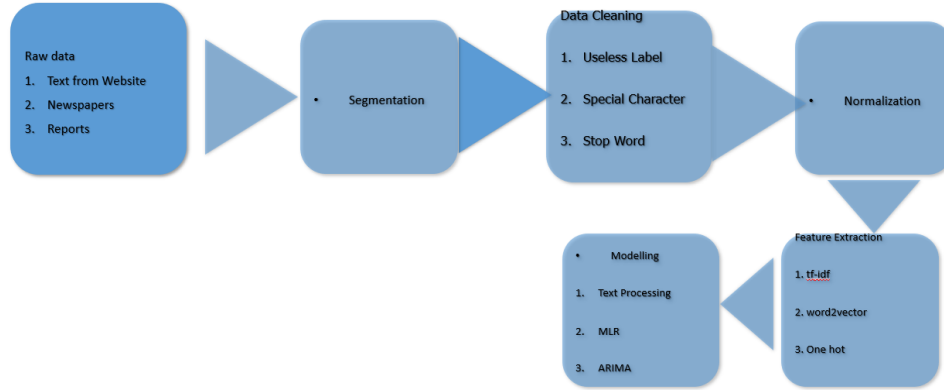 Raw data
1. Text from Website
2. Newspapers
3. Reports
• Segmentation
Data Cleaning
1. Useless Label
2. Special Character
3. Stop Word
• Normalization
Feature Extraction
1. tf-idf
2. word2vector
3. One hot
• Modelling
1. Text Processing
2. MLR
3. ARIMA